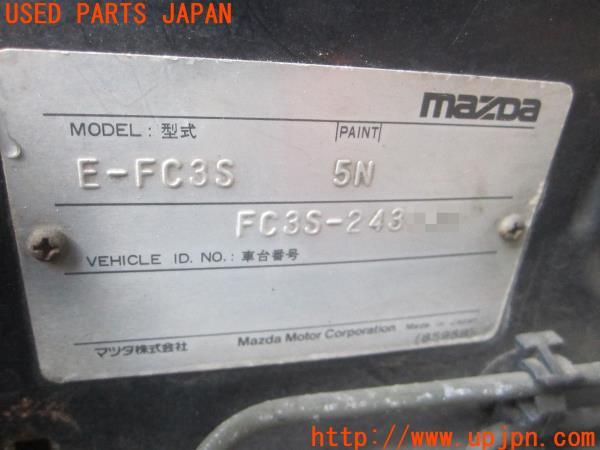 USED PARTS JAPAN
mazda
MODEL : 型式 PAINT
E-FC3S 5N
FC3S-243
VEHICLE ID. NO. : 車台番号
マツダ株式会社 Mazda Motor Corporation Made in Japan
http://www.upjpn.com/